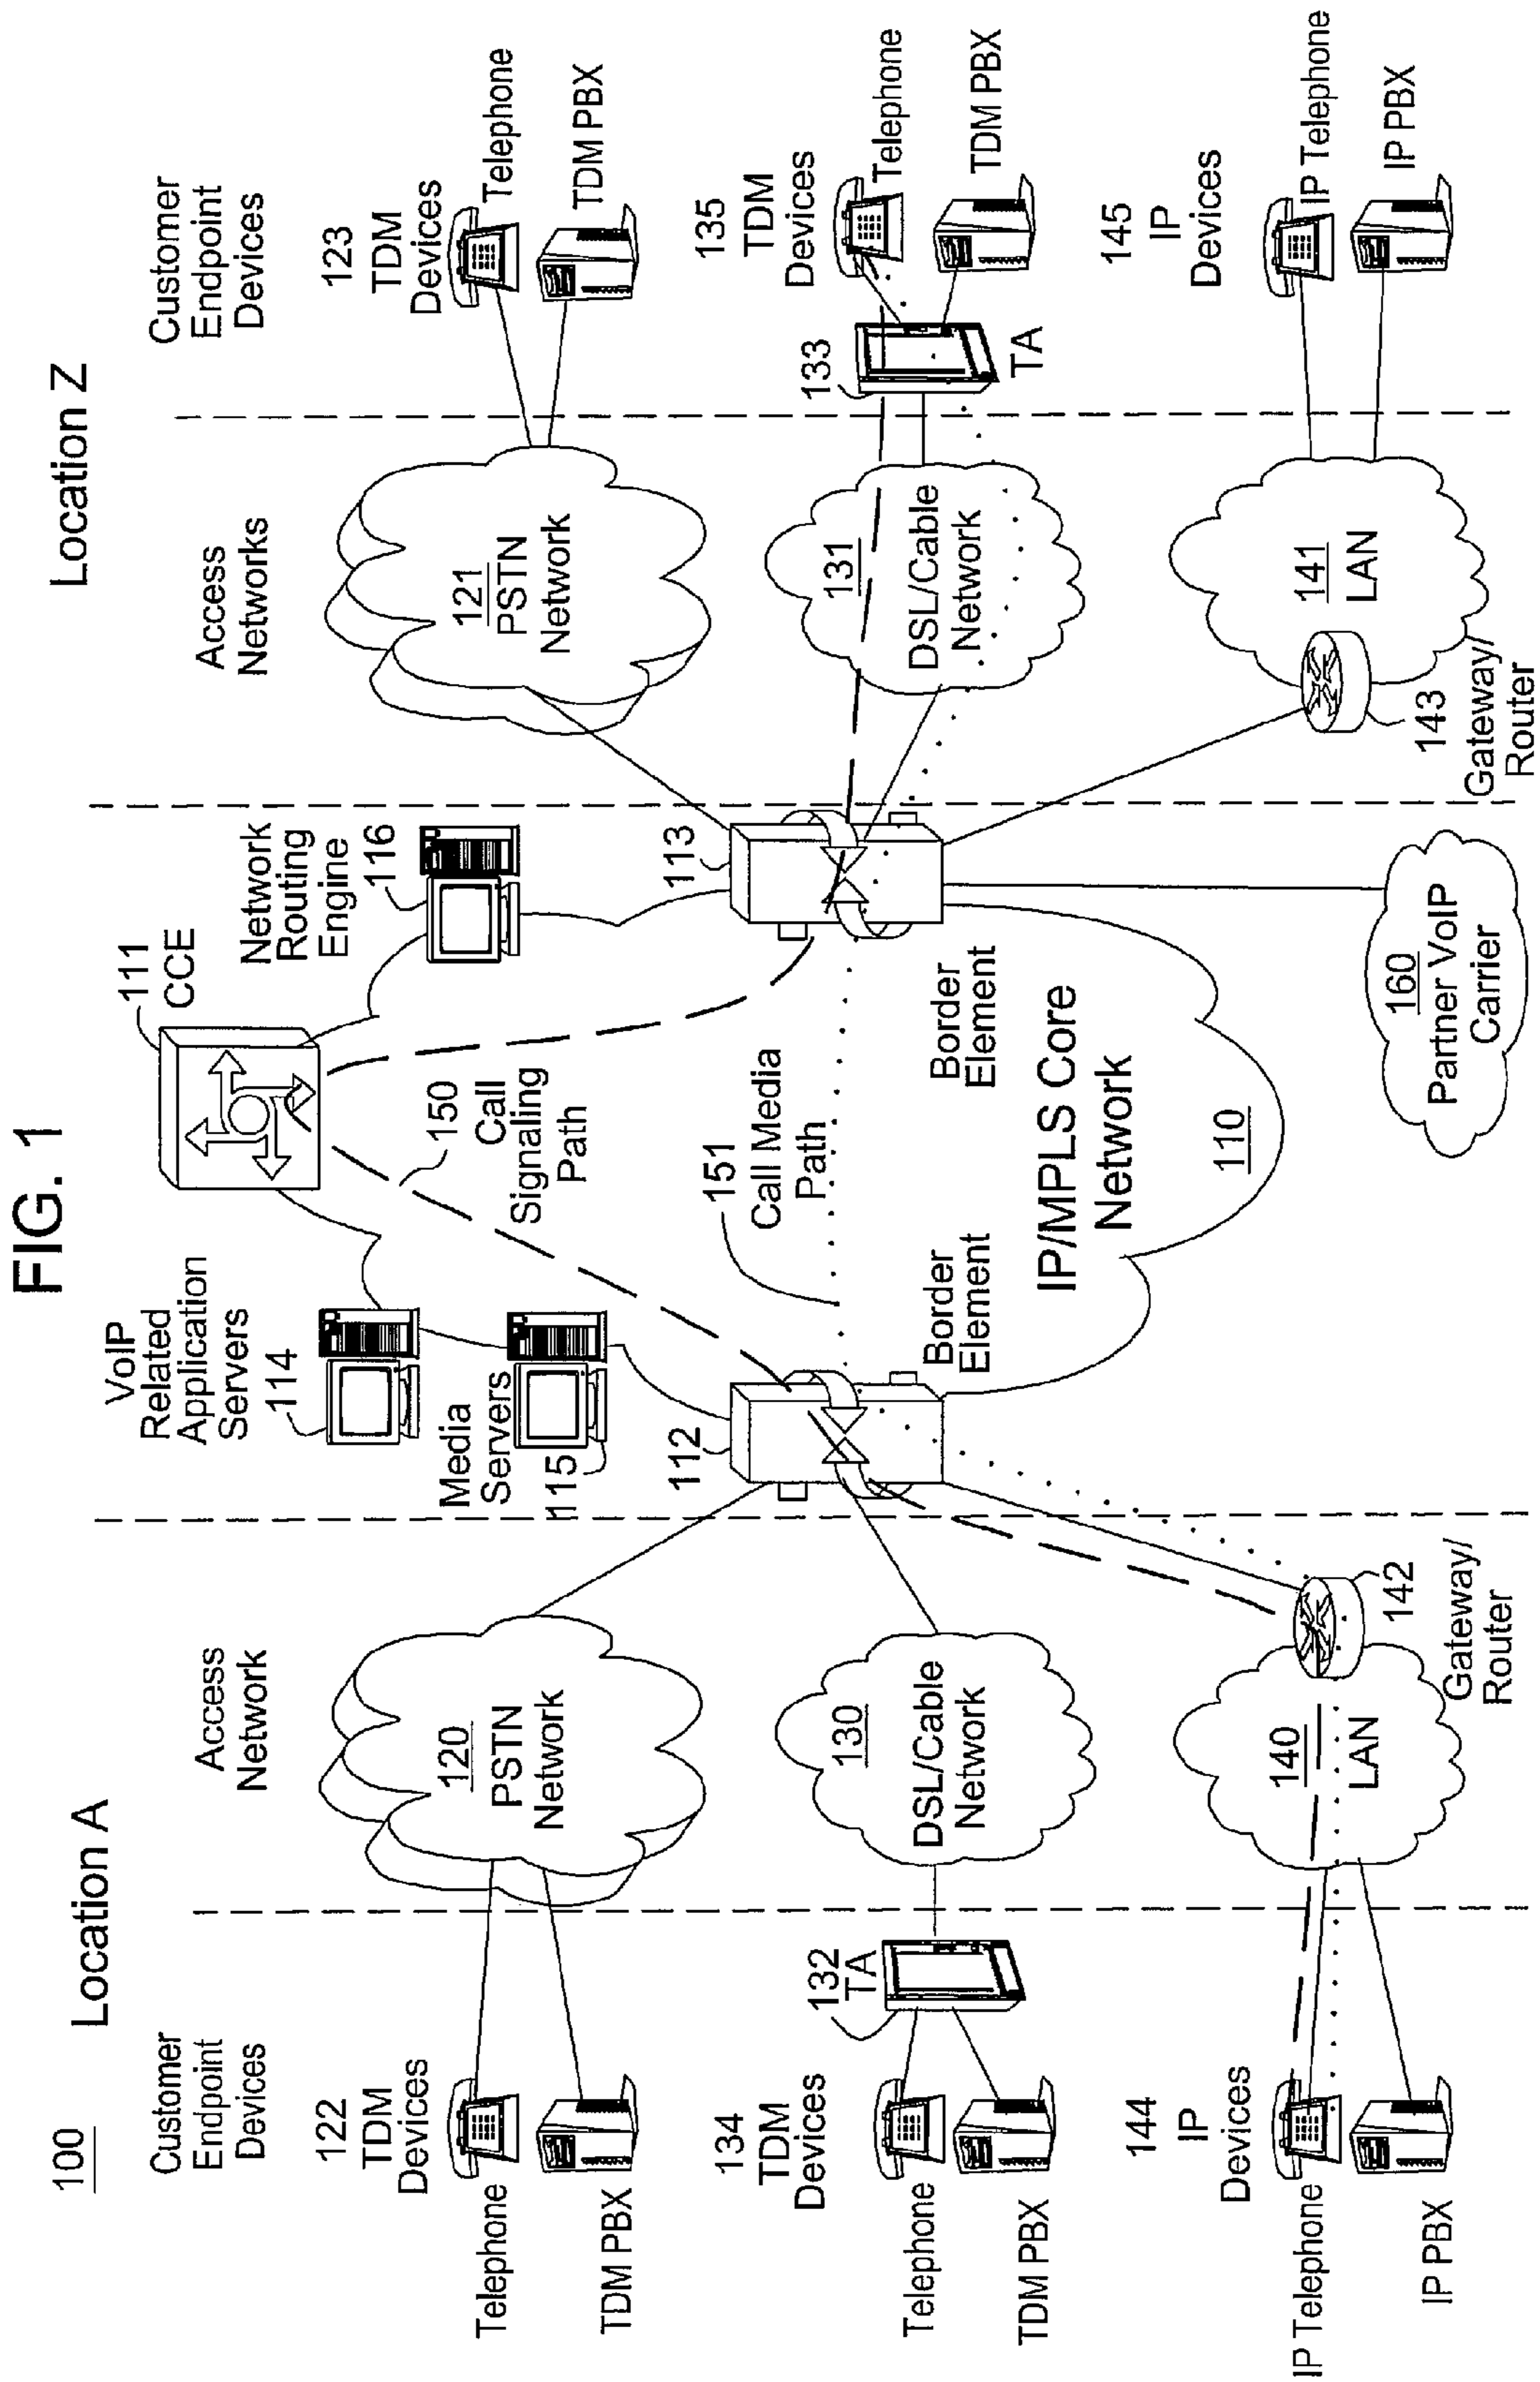 FIG. 1
100
Location A
Location Z
Customer
Endpoint
Devices
Access
Network
VoIP
Related
Application
Servers
114
111
CCE
Network
Routing
Engine
116
Access
Networks
Customer
Endpoint
Devices
122
TDM
Devices
Telephone
TDM PBX
120
PSTN
Network
Media
Servers
115
150
Call
Signaling
Path
121
PSTN
Network
123
TDM
Devices
Telephone
TDM PBX
134
TDM
Devices
Telephone
TDM PBX
132
TA
130
DSL/Cable
Network
112
Border
Element
151
Call Media
Path
113
Border
Element
131
DSL/Cable
Network
133
TA
135
TDM
Devices
Telephone
TDM PBX
IP/MPLS Core
Network
110
144
IP
Devices
IP Telephone
IP PBX
140
LAN
142
Gateway/
Router
160
Partner VoIP
Carrier
141
LAN
143
Gateway/
Router
145
IP
Devices
IP Telephone
IP PBX